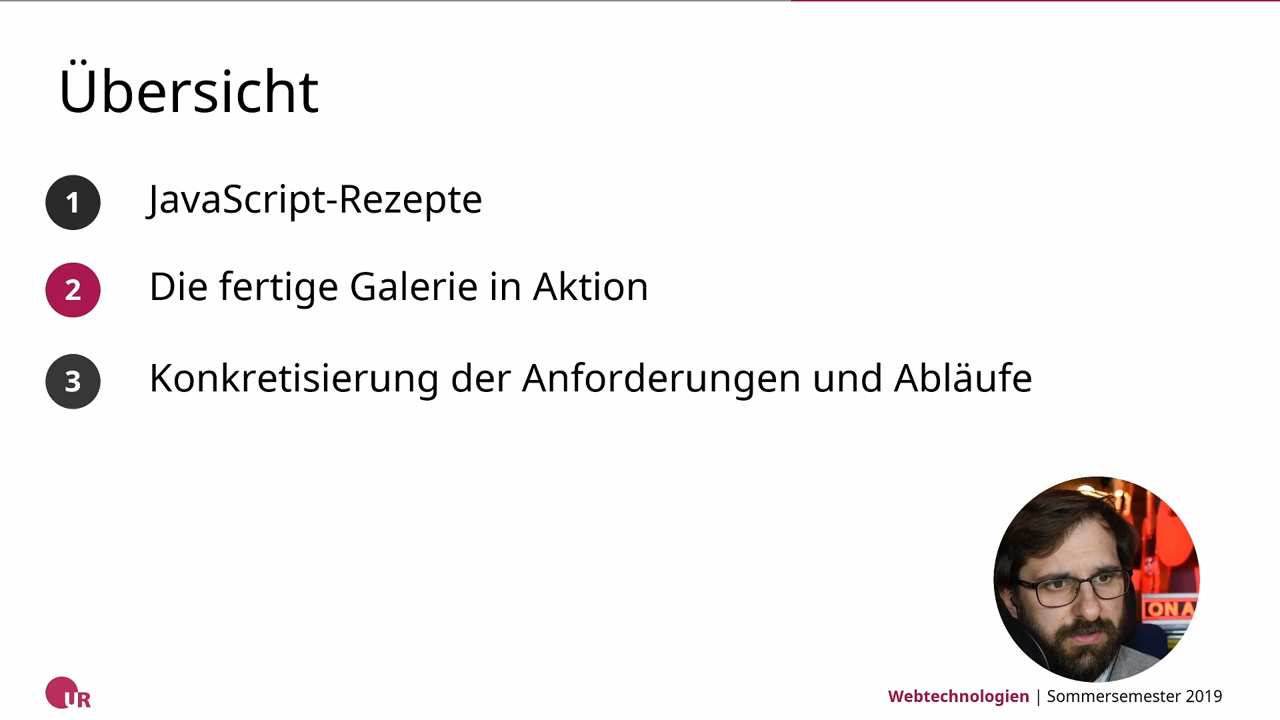 Übersicht
1 JavaScript-Rezepte
2 Die fertige Galerie in Aktion
3 Konkretisierung der Anforderungen und Abläufe
ON A
UR
Webtechnologien | Sommersemester 2019